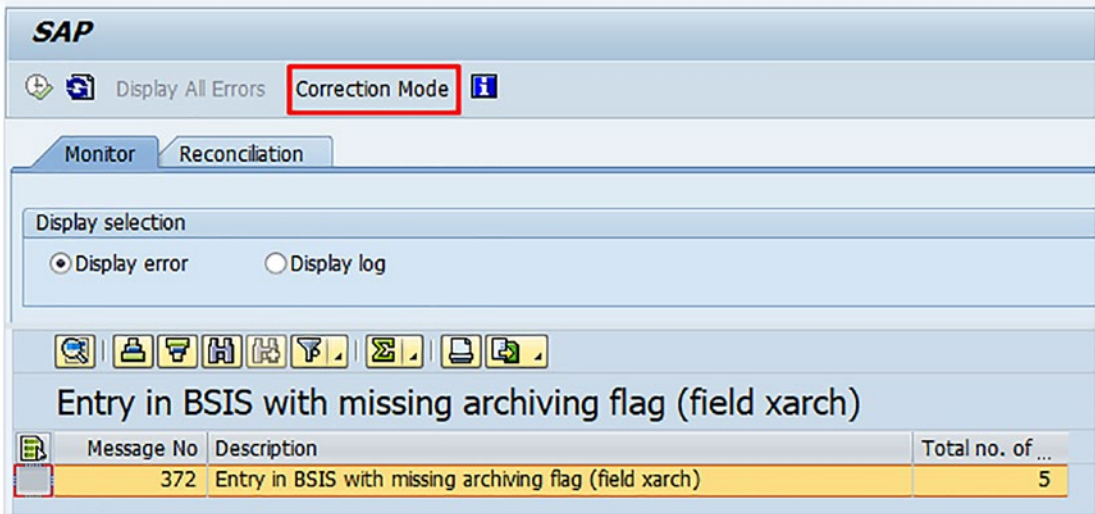 SAP
Display All Errors Correction Mode
Monitor Reconciliation
Display selection
Display error Display log
Entry in BSIS with missing archiving flag (field xarch)
Message No Description Total no. of ...
372 Entry in BSIS with missing archiving flag (field xarch) 5